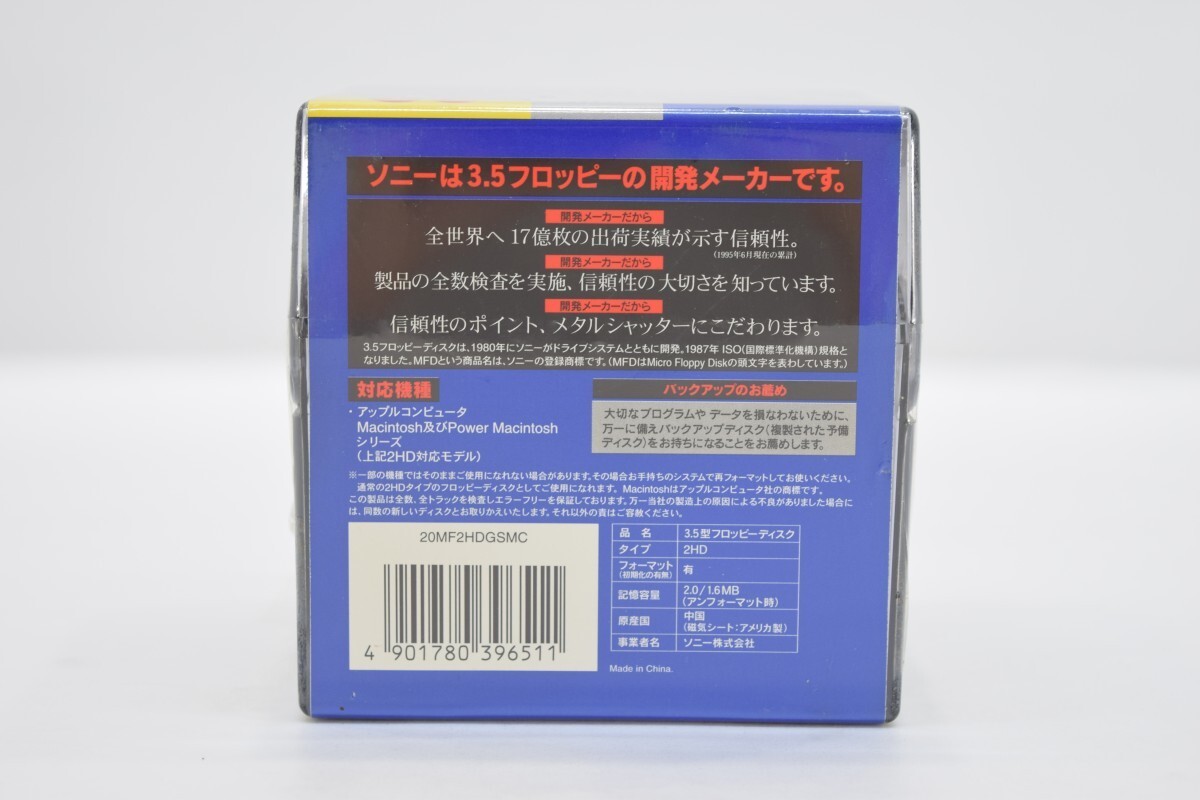 ソニーは3.5フロッピーの開発メーカーです。
開発メーカーだから
全世界へ17億枚の出荷実績が示す信頼性。
(1995年6月現在の累計)
開発メーカーだから
製品の全数検査を実施、信頼性の大切さを知っています。
開発メーカーだから
信頼性のポイント、メタルシャッターにこだわります。
3.5フロッピーディスクは、1980年にソニーがドライブシステムとともに開発。1987年 ISO(国際標準化機構)規格と
なりました。MFDという商品名は、ソニーの登録商標です。(MFDはMicro Floppy Diskの頭文字を表わしています。)
対応機種
・アップルコンピュータ
Macintosh及びPower Macintosh
シリーズ
(上記2HD対応モデル)
バックアップのお薦め
大切なプログラムやデータを損なわないために、
万一に備えバックアップディスク(複製された予備
ディスク)をお持ちになることをお薦めします。
※一部の機種ではそのままご使用になれない場合があります。その場合お手持ちのシステムで再フォーマットしてお使いください。
通常の2HDタイプのフロッピーディスクとしてご使用になれます。 Macintoshはアップルコンピュータ社の商標です。
この製品は全数、全トラックを検査しエラーフリーを保証しております。万一当社の製造上の原因による不良がありました場合に
は、同数の新しいディスクとお取りかえいたします。それ以外の責はご容赦ください。
20MF2HDGSMC
4 901780 396511
品名 3.5型フロッピーディスク
タイプ 2HD
フォーマット (初期化の有無) 有
記憶容量 2.0/1.6MB (アンフォーマット時)
原産国 中国 (磁気シート:アメリカ製)
事業者名 ソニー株式会社
Made in China.